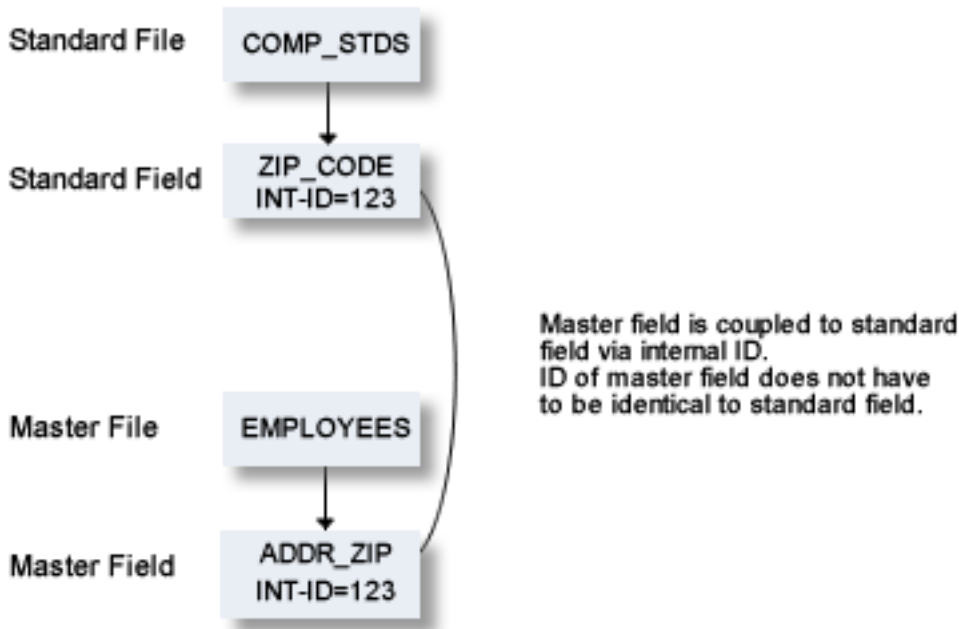 Standard File
COMP_STDS
Standard Field
ZIP_CODE
INT-ID=123
Master field is coupled to standard
field via internal ID.
ID of master field does not have
to be identical to standard field.
Master File
EMPLOYEES
Master Field
ADDR_ZIP
INT-ID=123